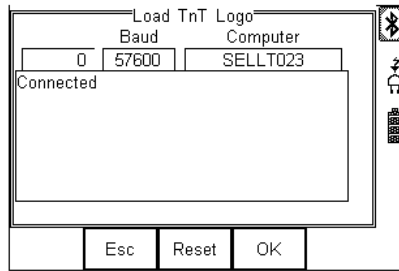 Load TnT Logo
Baud Computer
0 57600 SELLT023
Connected
Esc Reset OK